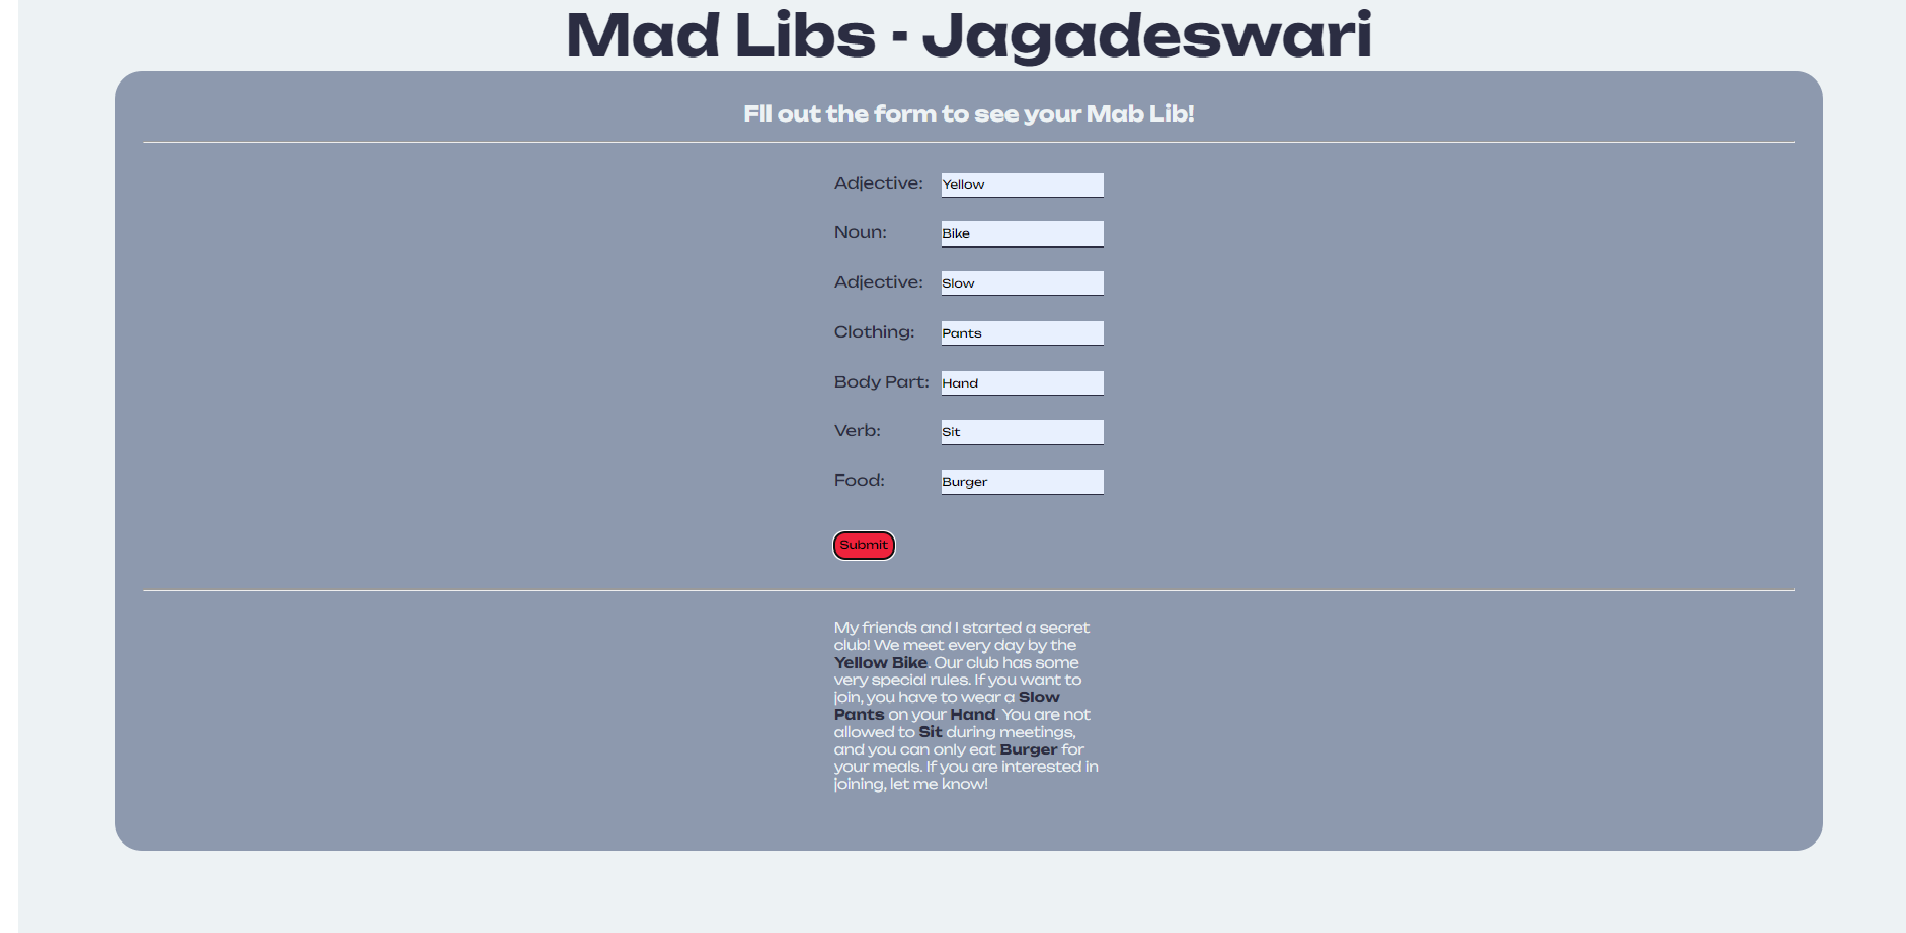 Mad Libs - Jagadeswari
Fll out the form to see your Mab Lib!
Adjective: Yellow
Noun: Bike
Adjective: Slow
Clothing: Pants
Body Part: Hand
Verb: Sit
Food: Burger
Submit
My friends and I started a secret
club! We meet every day by the
Yellow Bike. Our club has some
very special rules. If you want to
join, you have to wear a Slow
Pants on your Hand. You are not
allowed to Sit during meetings,
and you can only eat Burger for
your meals. If you are interested in
joining, let me know!